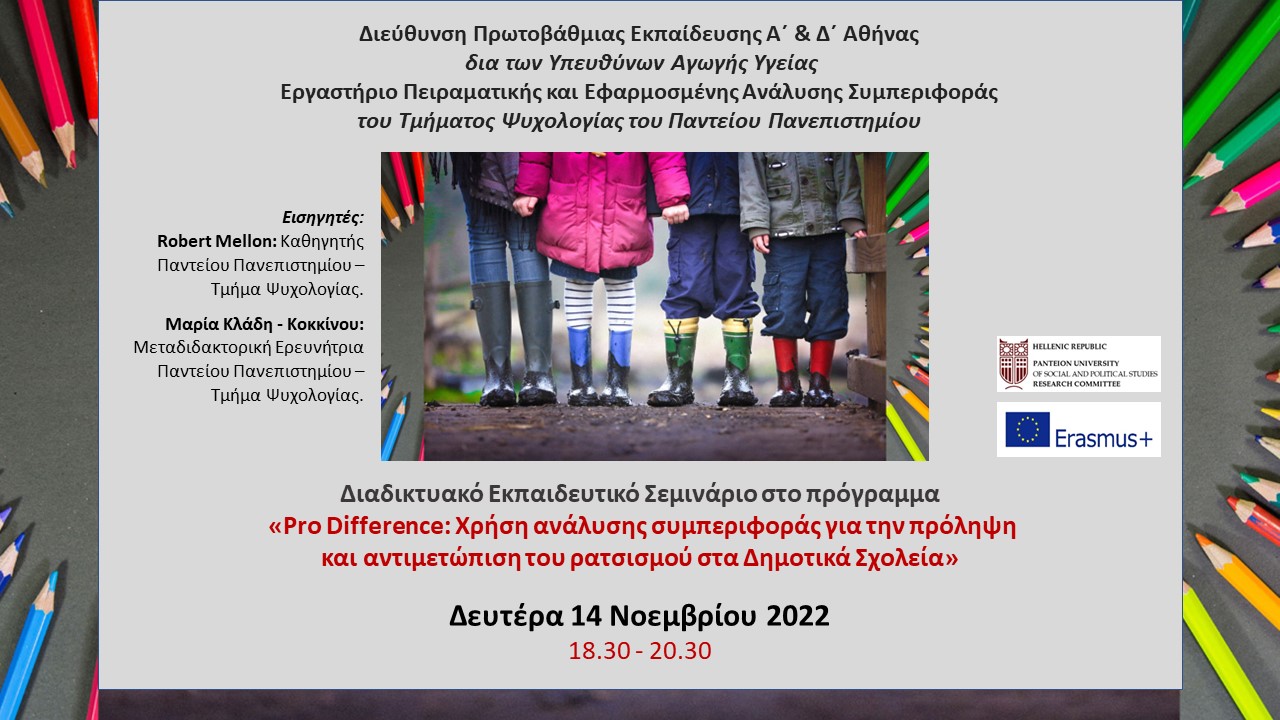 Διεύθυνση Πρωτοβάθμιας Εκπαίδευσης Α΄ & Δ΄ Αθήνας
δια των Υπευθύνων Αγωγής Υγείας
Εργαστήριο Πειραματικής και Εφαρμοσμένης Ανάλυσης Συμπεριφοράς
του Τμήματος Ψυχολογίας του Παντείου Πανεπιστημίου
Εισηγητές:
Robert Mellon: Καθηγητής
Παντείου Πανεπιστημίου –
Τμήμα Ψυχολογίας.
Μαρία Κλάδη - Κοκκίνου:
Μεταδιδακτορική Ερευνήτρια
Παντείου Πανεπιστημίου –
Τμήμα Ψυχολογίας.
HELLENIC REPUBLIC
PANTEION UNIVERSITY
OF SOCIAL AND POLITICAL STUDIES
RESEARCH COMMITTEE
Erasmus+
Διαδικτυακό Εκπαιδευτικό Σεμινάριο στο πρόγραμμα
«Pro Difference: Χρήση ανάλυσης συμπεριφοράς για την πρόληψη
και αντιμετώπιση του ρατσισμού στα Δημοτικά Σχολεία»
Δευτέρα 14 Νοεμβρίου 2022
18.30 - 20.30